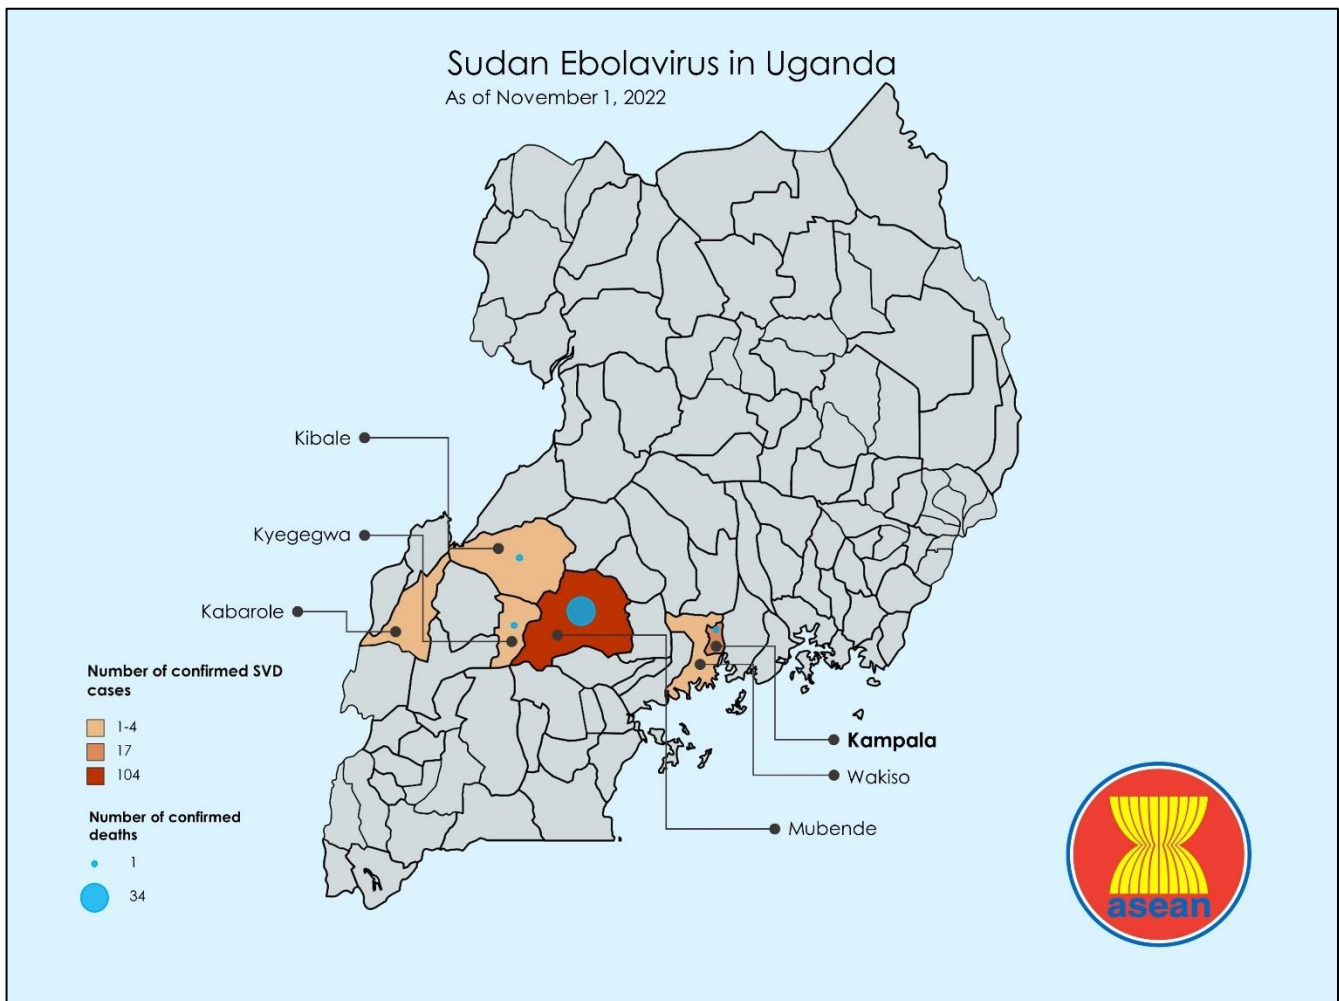 Sudan Ebolavirus in Uganda
As of November 1, 2022
Kibale
Kyegegwa
Kabarole
Number of confirmed SVD
cases
1-4
17
104
Number of confirmed
deaths
1
34
Kampala
Wakiso
Mubende
asean